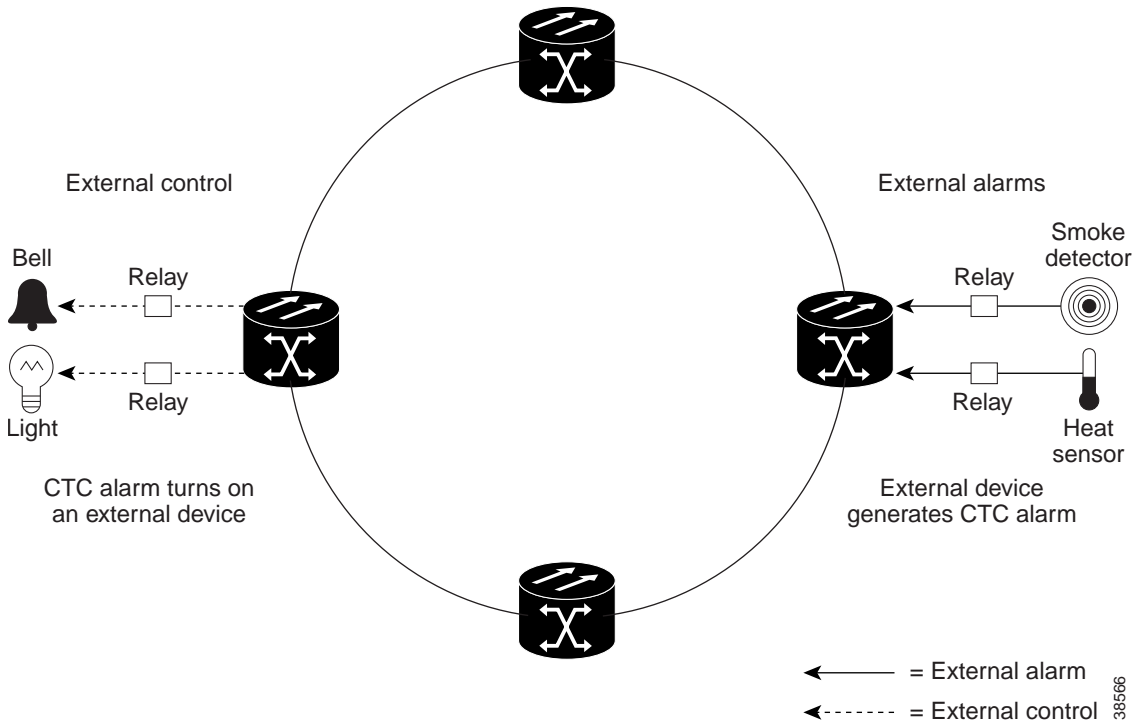 External control
External alarms
Bell
Relay
Relay
Smoke
detector
Relay
Light
Relay
Heat
sensor
CTC alarm turns on
an external device
External device
generates CTC alarm
= External alarm
= External control
38566